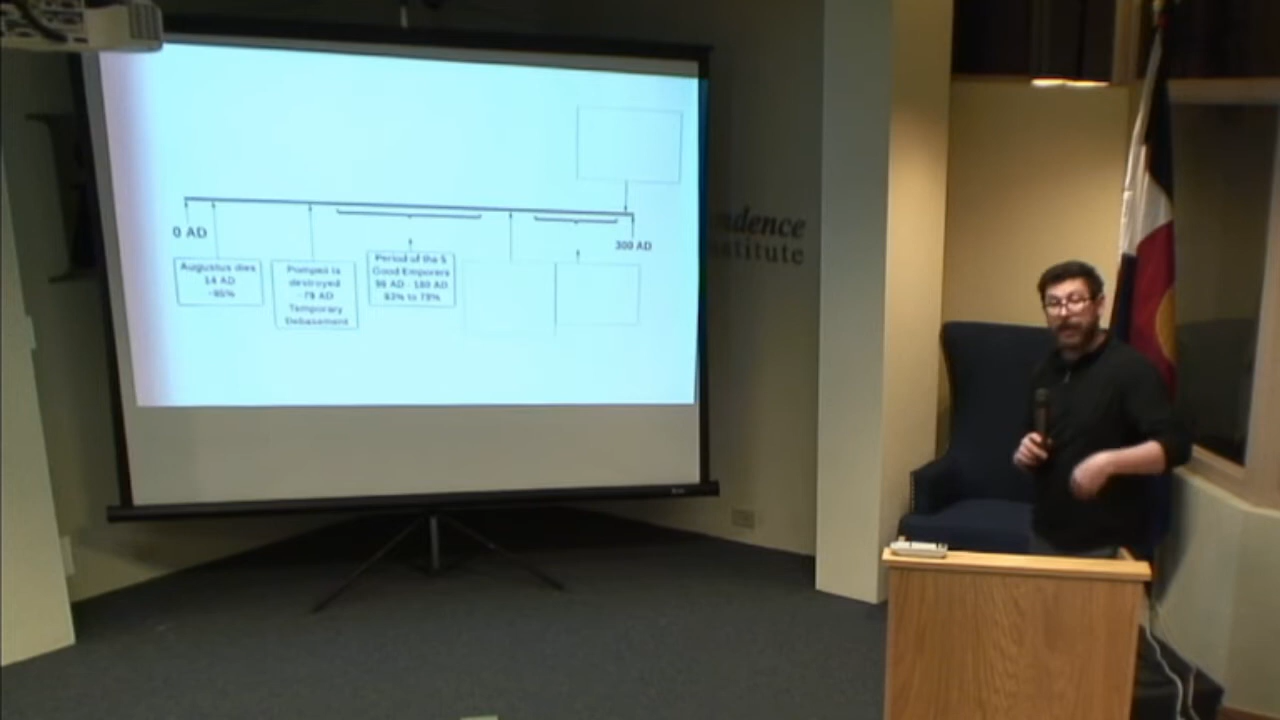 ndence
stitute
0 AD
300 AD
Augustus dies
14 AD
~95%
Pompeii is
destroyed
~79 AD
Temporary
Debasement
Period of the 5
Good Emperors
96 AD - 180 AD
93% to 79%